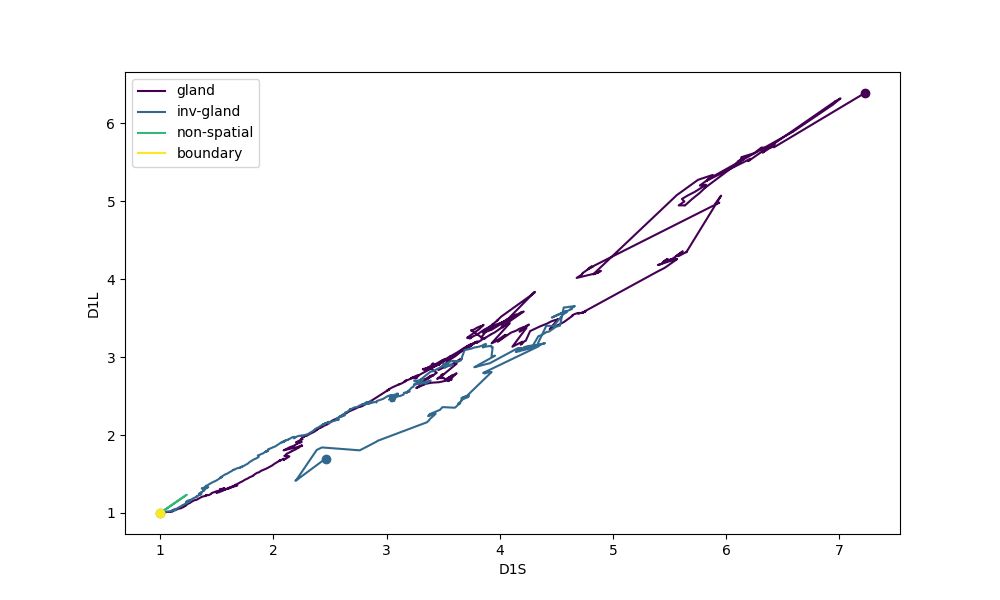 gland
inv-gland
non-spatial
boundary
6
5
4
3
2
1
D1L
1 2 3 4 5 6 7
D1S